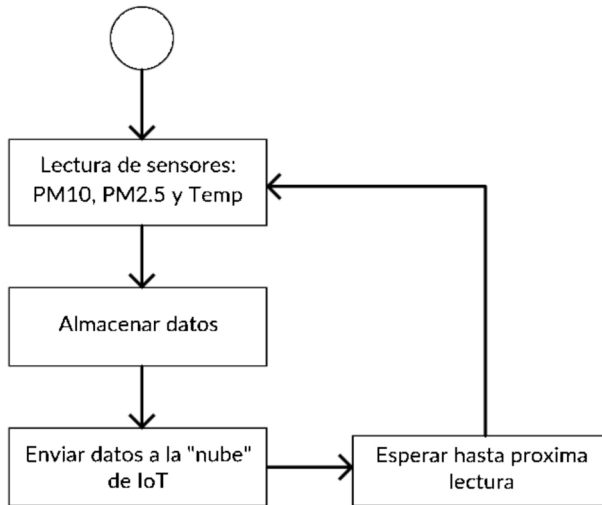 Lectura de sensores:
PM10, PM2.5 y Temp
Almacenar datos
Enviar datos a la "nube"
de IoT
Esperar hasta proxima
lectura